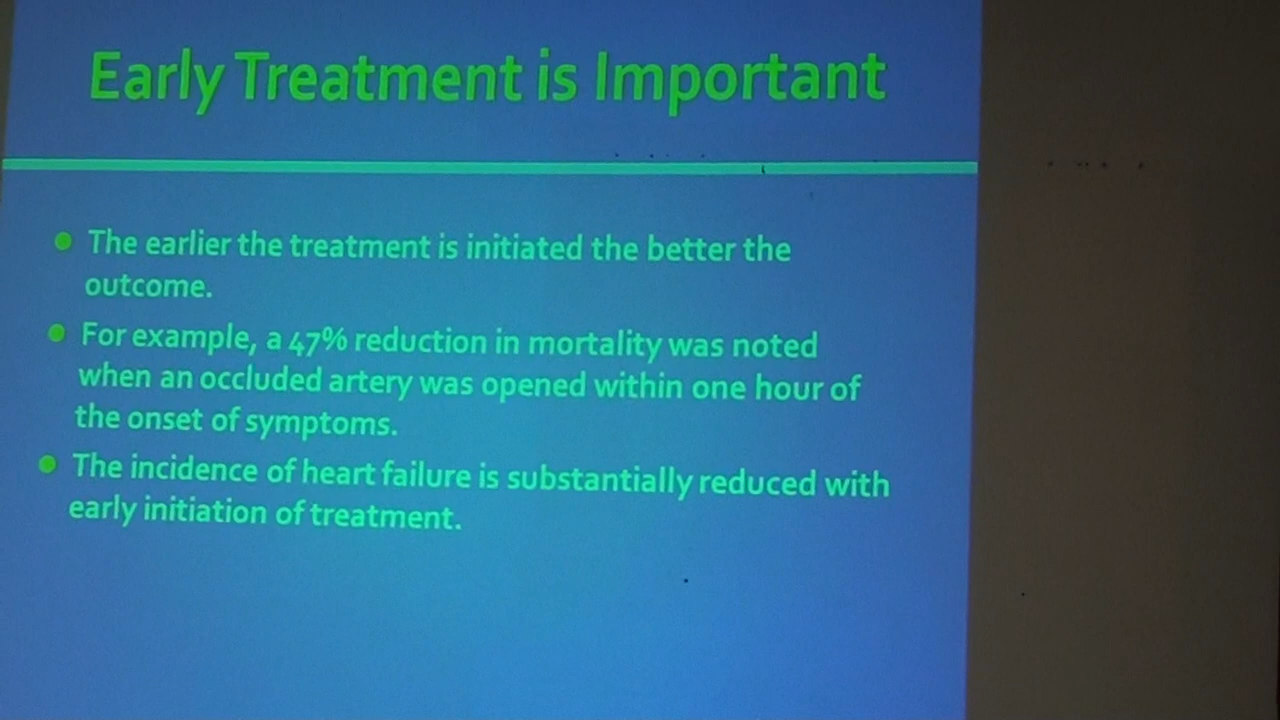 Early Treatment is Important
The earlier the treatment is initiated the better the
outcome.
For example, a 47% reduction in mortality was noted
when an occluded artery was opened within one hour of
the onset of symptoms.
The incidence of heart failure is substantially reduced with
early initiation of treatment.